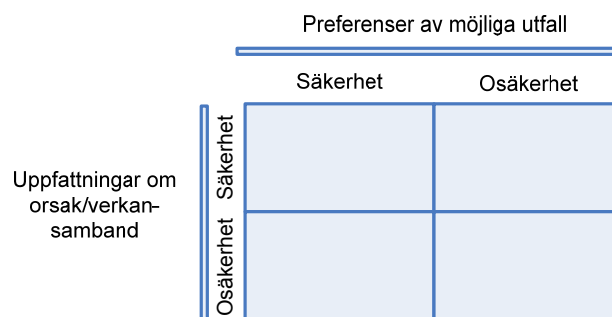 Preferenser av möjliga utfall
Säkerhet
Osäkerhet
Uppfattningar om
orsak/verkan-
samband
Säkerhet
Osäkerhet